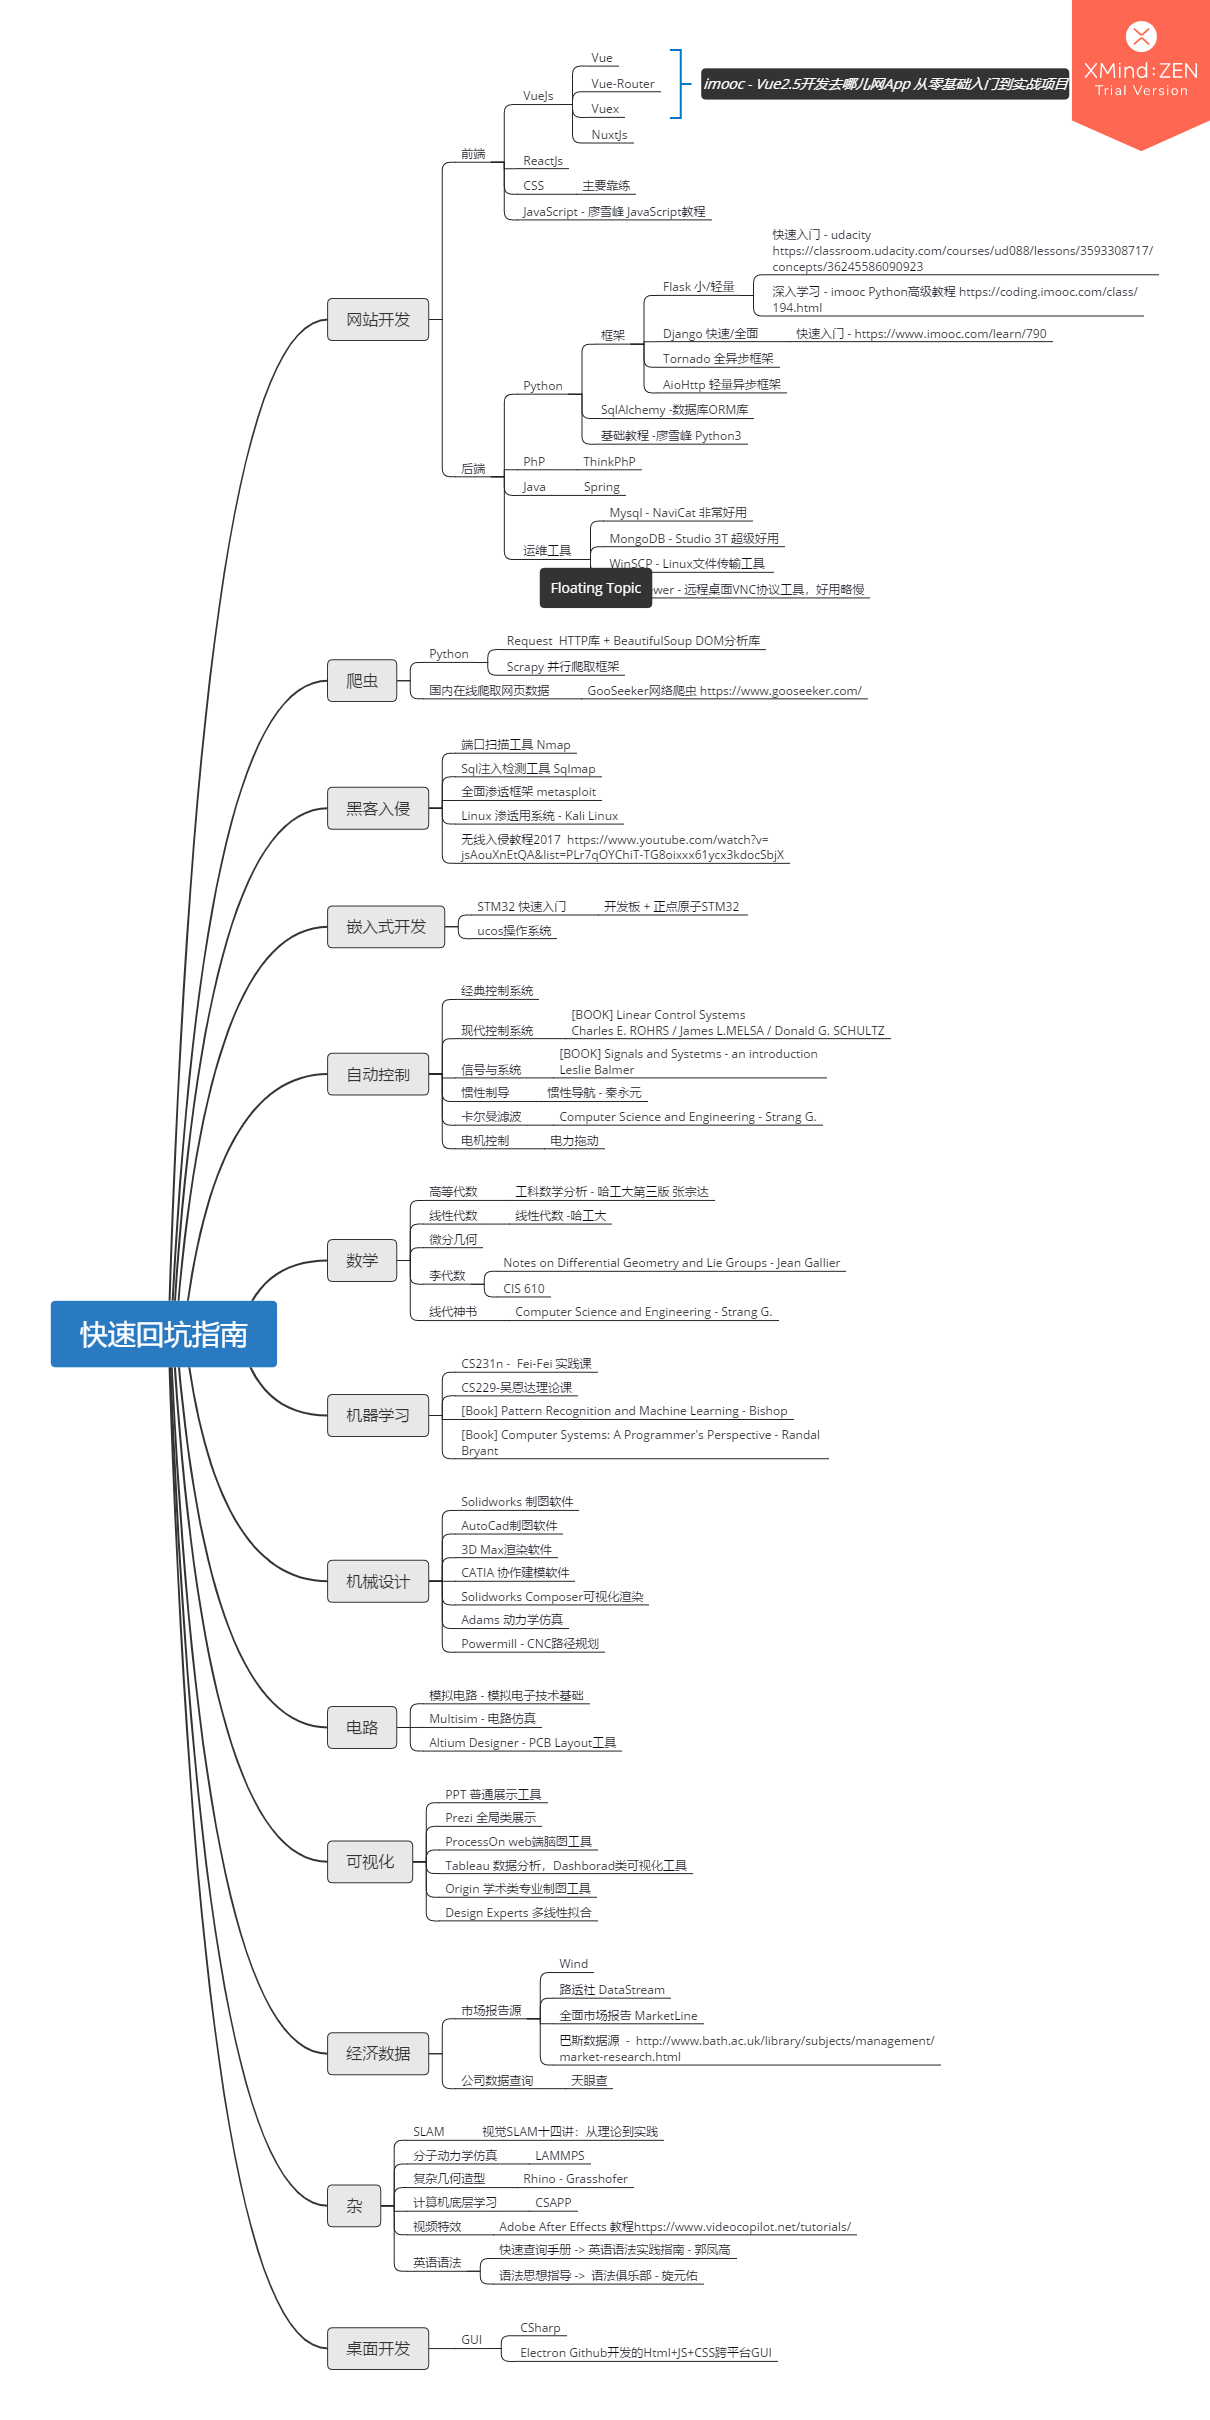 XMind:ZEN
Trial Version
快速回坑指南
网站开发
前端
VueJs
Vue
Vue-Router
Vuex
NuxtJs
imooc - Vue2.5开发去哪儿网App 从零基础入门到实战项目
ReactJs
CSS
主要靠练
JavaScript - 廖雪峰 JavaScript教程
后端
Python
框架
Flask 小/轻量
快速入门 - udacity
https://classroom.udacity.com/courses/ud088/lessons/3593308717/
concepts/36245586090923
深入学习 - imooc Python高级教程 https://coding.imooc.com/class/
194.html
Django 快速/全面
快速入门 - https://www.imooc.com/learn/790
Tornado 全异步框架
AioHttp 轻量异步框架
SqlAlchemy -数据库ORM库
基础教程 -廖雪峰 Python3
PhP
ThinkPhP
Java
Spring
运维工具
Mysql - NaviCat 非常好用
MongoDB - Studio 3T 超级好用
WinSCP - Linux文件传输工具
ewer - 远程桌面VNC协议工具，好用略慢
Floating Topic
爬虫
Python
Request  HTTP库 + BeautifulSoup DOM分析库
Scrapy 并行爬取框架
国内在线爬取网页数据
GooSeeker网络爬虫 https://www.gooseeker.com/
黑客入侵
端口扫描工具 Nmap
Sql注入检测工具 Sqlmap
全面渗透框架 metasploit
Linux 渗透用系统 - Kali Linux
无线入侵教程2017  https://www.youtube.com/watch?v=
jsAouXnEtQA&list=PLr7qOYChiT-TG8oixxx61ycx3kdocSbjX
嵌入式开发
STM32 快速入门
开发板 + 正点原子STM32
ucos操作系统
自动控制
经典控制系统
现代控制系统
[BOOK] Linear Control Systems
Charles E. ROHRS / James L.MELSA / Donald G. SCHULTZ
信号与系统
[BOOK] Signals and Systetms - an introduction
Leslie Balmer
惯性制导
惯性导航 - 秦永元
卡尔曼滤波
Computer Science and Engineering - Strang G.
电机控制
电力拖动
数学
高等代数
工科数学分析 - 哈工大第三版 张宗达
线性代数
线性代数 -哈工大
微分几何
李代数
Notes on Differential Geometry and Lie Groups - Jean Gallier
CIS 610
线代神书
Computer Science and Engineering - Strang G.
机器学习
CS231n -  Fei-Fei 实践课
CS229-吴恩达理论课
[Book] Pattern Recognition and Machine Learning - Bishop
[Book] Computer Systems: A Programmer's Perspective - Randal
Bryant
机械设计
Solidworks 制图软件
AutoCad制图软件
3D Max渲染软件
CATIA 协作建模软件
Solidworks Composer可视化渲染
Adams 动力学仿真
Powermill - CNC路径规划
电路
模拟电路 - 模拟电子技术基础
Multisim - 电路仿真
Altium Designer - PCB Layout工具
可视化
PPT 普通展示工具
Prezi 全局类展示
ProcessOn web端脑图工具
Tableau 数据分析，Dashborad类可视化工具
Origin 学术类专业制图工具
Design Experts 多线性拟合
经济数据
市场报告源
Wind
路透社 DataStream
全面市场报告 MarketLine
巴斯数据源  -  http://www.bath.ac.uk/library/subjects/management/
market-research.html
公司数据查询
天眼查
杂
SLAM
视觉SLAM十四讲：从理论到实践
分子动力学仿真
LAMMPS
复杂几何造型
Rhino - Grasshofer
计算机底层学习
CSAPP
视频特效
Adobe After Effects 教程https://www.videocopilot.net/tutorials/
英语语法
快速查询手册 -> 英语语法实践指南 - 郭凤高
语法思想指导 ->  语法俱乐部 - 旋元佑
桌面开发
GUI
CSharp
Electron Github开发的Html+JS+CSS跨平台GUI